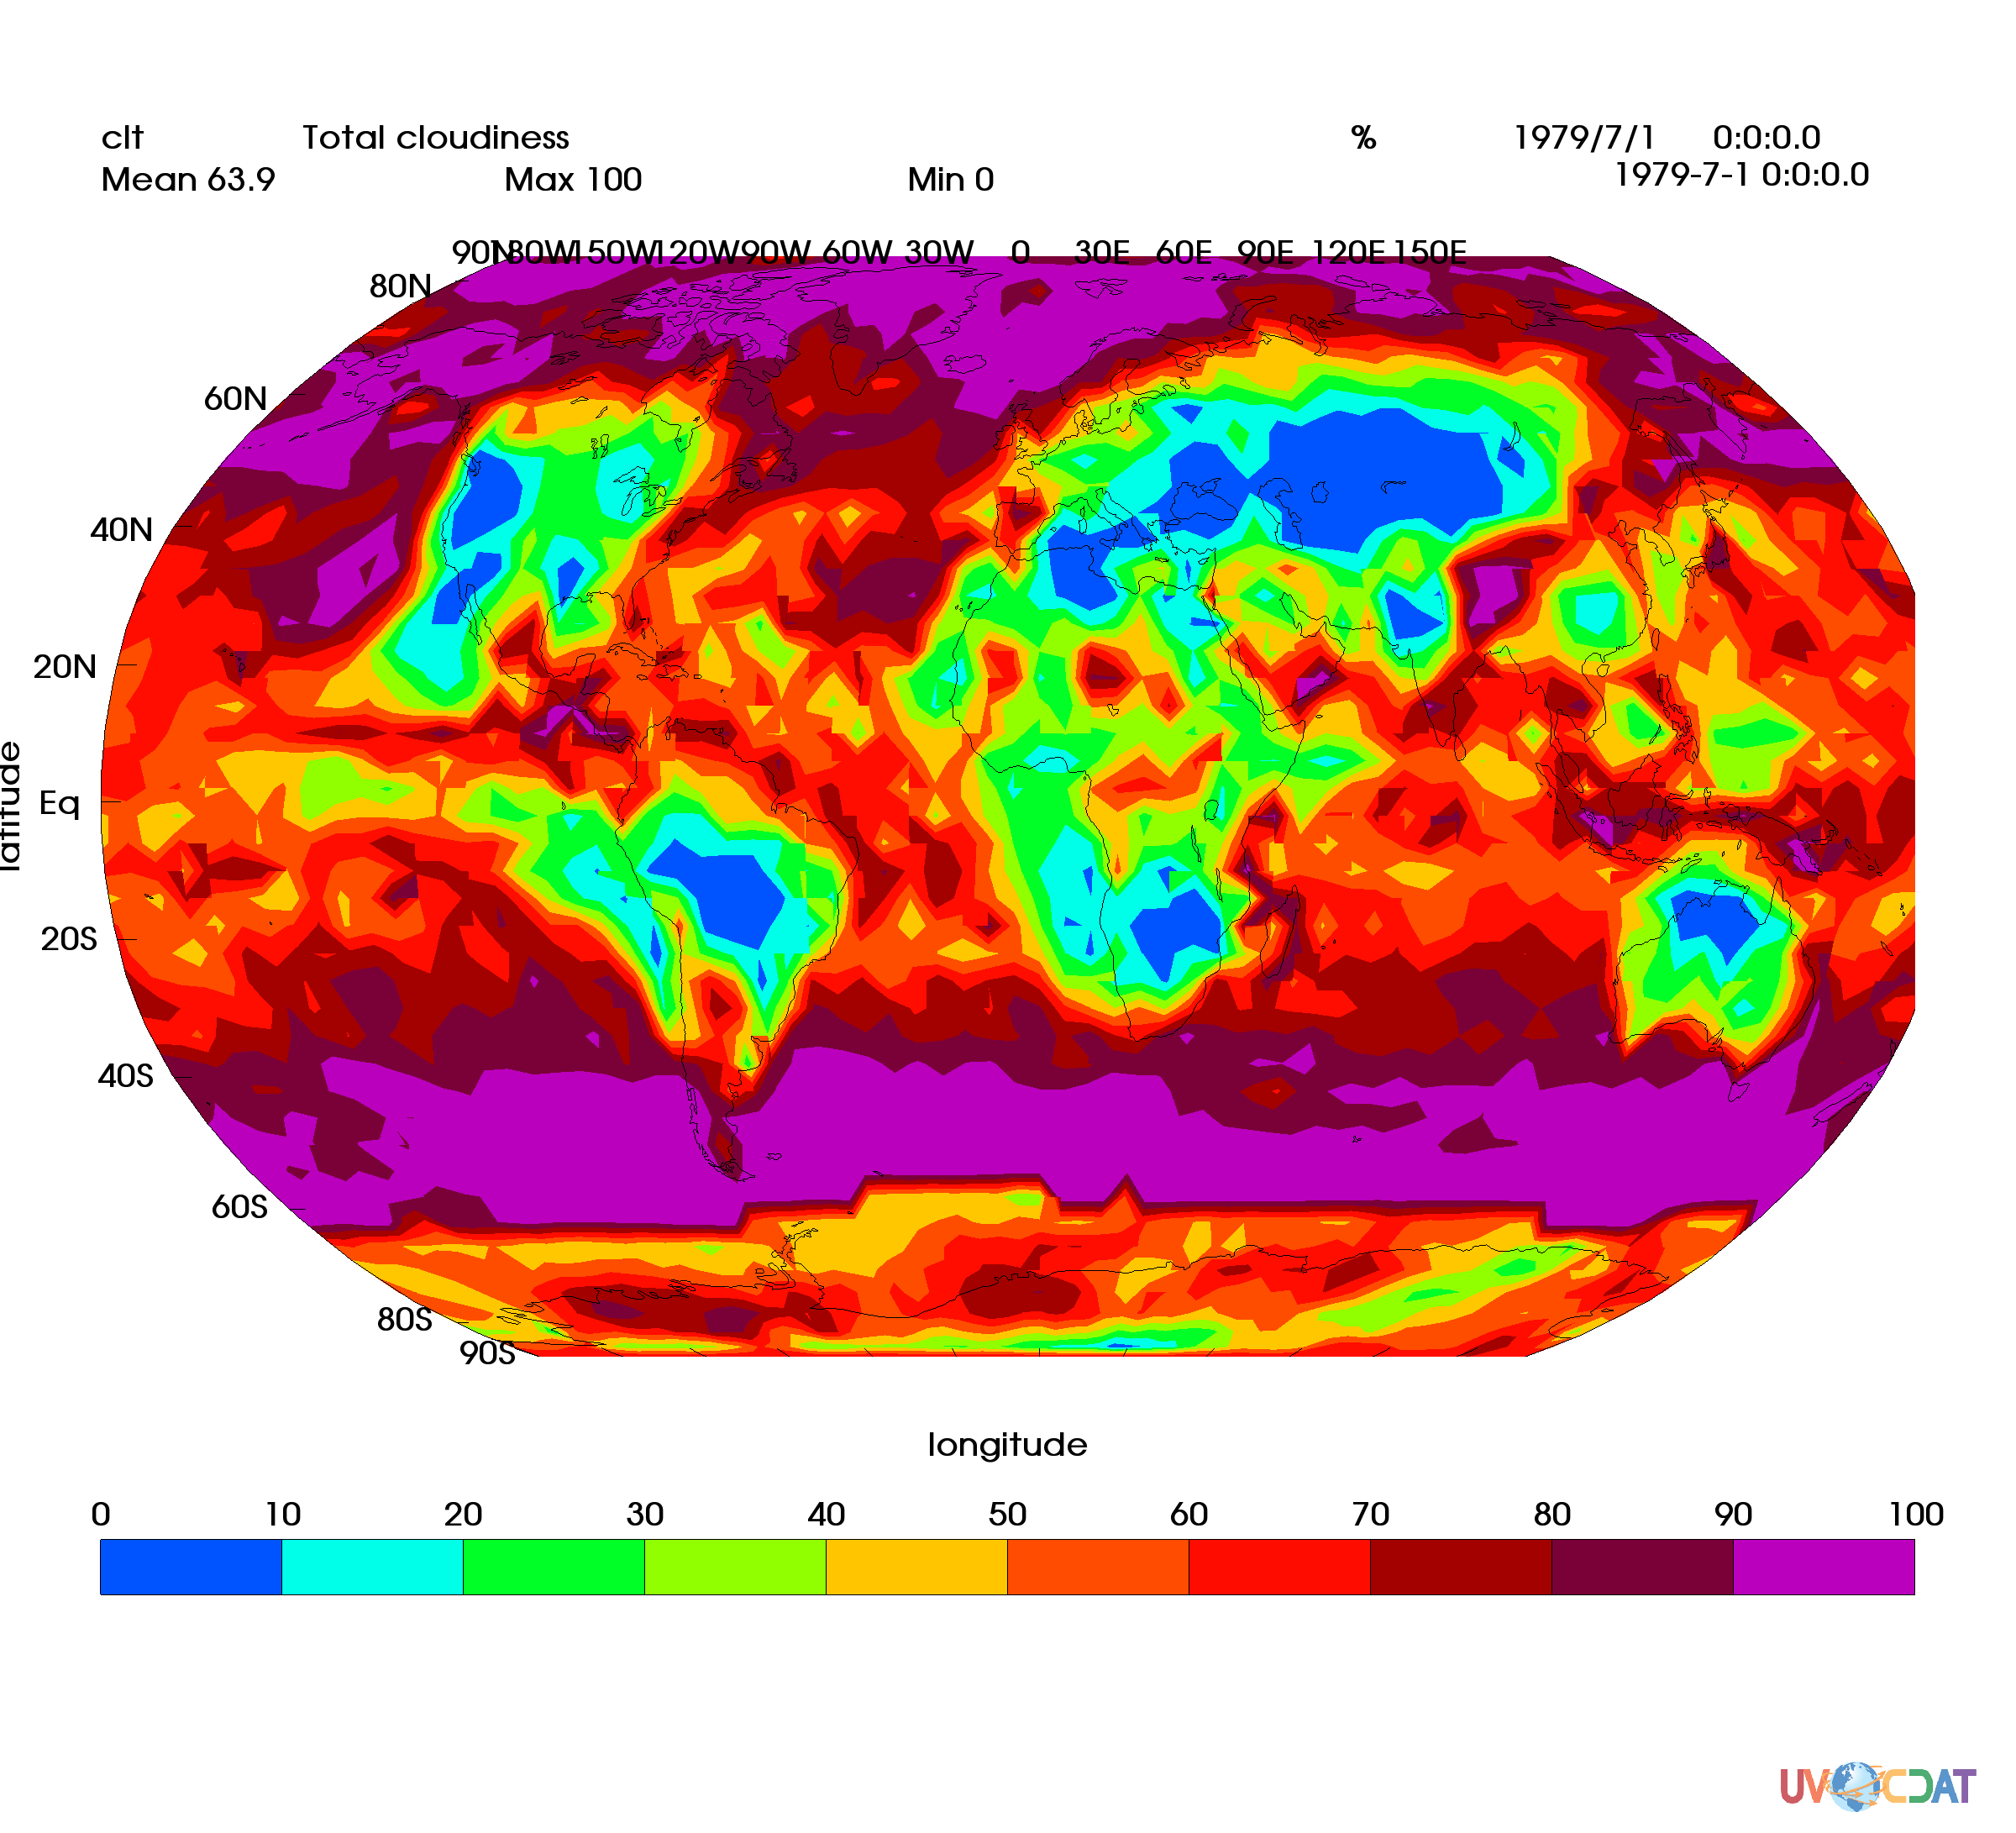 clt Total cloudiness % 1979/7/1 0:0:0.0
Mean 63.9 Max 100 Min 0 1979-7-1 0:0:0.0
90N 180W 150W 120W 90W 60W 30W 0 30E 60E 90E 120E 150E
80N
60N
40N
20N
latitude
Eq
20S
40S
60S
80S
90S
longitude
0 10 20 30 40 50 60 70 80 90 100
UVCDAT